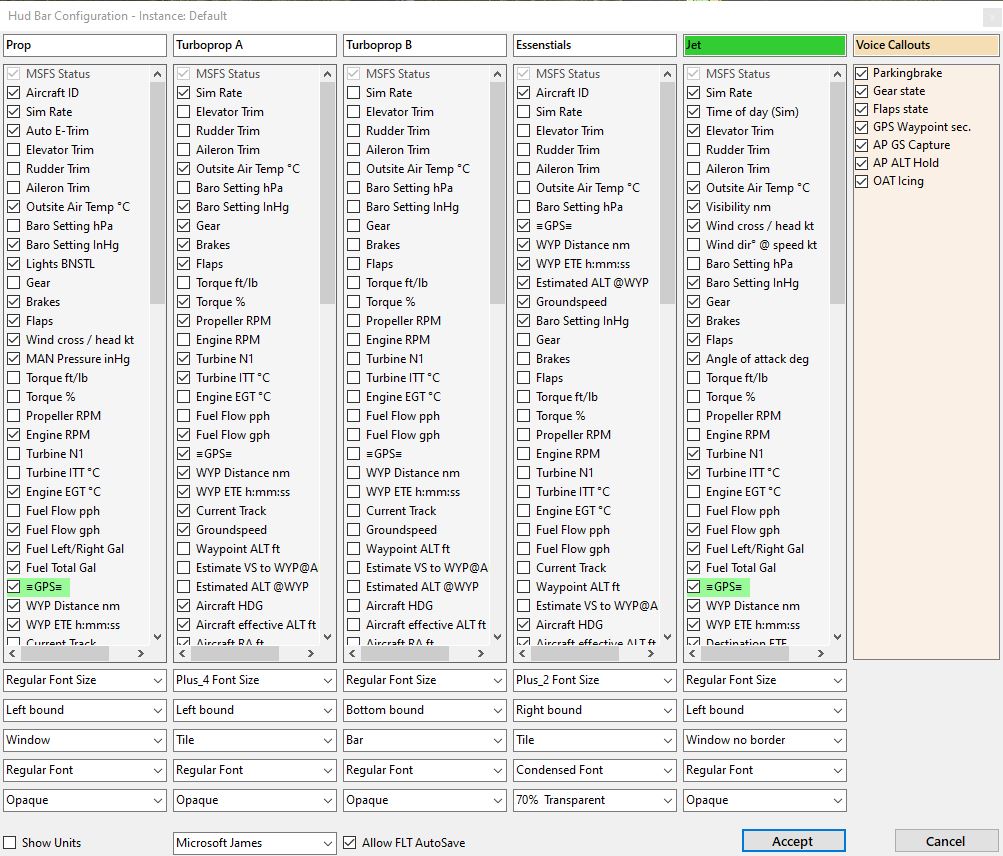 Hud Bar Configuration - Instance: Default
Prop
MSFS Status
Aircraft ID
Sim Rate
Auto E-Trim
Elevator Trim
Rudder Trim
Aileron Trim
Outsite Air Temp °C
Baro Setting hPa
Baro Setting InHg
Lights BNSTL
Gear
Brakes
Flaps
Wind cross / head kt
MAN Pressure inHg
Torque ft/lb
Torque %
Propeller RPM
Engine RPM
Turbine N1
Turbine ITT °C
Engine EGT °C
Fuel Flow pph
Fuel Flow gph
Fuel Left/Right Gal
Fuel Total Gal
≡GPS≡
WYP Distance nm
WYP ETE h:mm:ss
Current Track
Regular Font Size
Left bound
Window
Regular Font
Opaque
Turboprop A
MSFS Status
Sim Rate
Elevator Trim
Rudder Trim
Aileron Trim
Outsite Air Temp °C
Baro Setting hPa
Baro Setting InHg
Gear
Brakes
Flaps
Torque ft/lb
Torque %
Propeller RPM
Engine RPM
Turbine N1
Turbine ITT °C
Engine EGT °C
Fuel Flow pph
Fuel Flow gph
≡GPS≡
WYP Distance nm
WYP ETE h:mm:ss
Current Track
Groundspeed
Waypoint ALT ft
Estimate VS to WYP@A
Estimated ALT @WYP
Aircraft HDG
Aircraft effective ALT ft
Aircraft RA ft
Plus_4 Font Size
Left bound
Tile
Regular Font
Opaque
Turboprop B
MSFS Status
Sim Rate
Elevator Trim
Rudder Trim
Aileron Trim
Outsite Air Temp °C
Baro Setting hPa
Baro Setting InHg
Gear
Brakes
Flaps
Torque ft/lb
Torque %
Propeller RPM
Engine RPM
Turbine N1
Turbine ITT °C
Engine EGT °C
Fuel Flow pph
Fuel Flow gph
≡GPS≡
WYP Distance nm
WYP ETE h:mm:ss
Current Track
Groundspeed
Waypoint ALT ft
Estimate VS to WYP@A
Estimated ALT @WYP
Aircraft HDG
Aircraft effective ALT ft
Aircraft RA ft
Regular Font Size
Bottom bound
Bar
Regular Font
Opaque
Essenstials
MSFS Status
Aircraft ID
Sim Rate
Elevator Trim
Rudder Trim
Aileron Trim
Outsite Air Temp °C
Baro Setting hPa
≡GPS≡
WYP Distance nm
WYP ETE h:mm:ss
Estimated ALT @WYP
Groundspeed
Baro Setting InHg
Gear
Brakes
Flaps
Torque ft/lb
Torque %
Propeller RPM
Engine RPM
Turbine N1
Turbine ITT °C
Engine EGT °C
Fuel Flow pph
Fuel Flow gph
Current Track
Waypoint ALT ft
Estimate VS to WYP@A
Aircraft HDG
Aircraft effective ALT ft
Plus_2 Font Size
Right bound
Tile
Condensed Font
70% Transparent
Jet
MSFS Status
Sim Rate
Time of day (Sim)
Elevator Trim
Rudder Trim
Aileron Trim
Outsite Air Temp °C
Visibility nm
Wind cross / head kt
Wind dir° @ speed kt
Baro Setting hPa
Baro Setting InHg
Gear
Brakes
Flaps
Angle of attack deg
Torque ft/lb
Torque %
Propeller RPM
Engine RPM
Turbine N1
Turbine ITT °C
Engine EGT °C
Fuel Flow pph
Fuel Flow gph
Fuel Left/Right Gal
Fuel Total Gal
≡GPS≡
WYP Distance nm
WYP ETE h:mm:ss
Destination ETE
Regular Font Size
Left bound
Window no border
Regular Font
Opaque
Voice Callouts
Parkingbrake
Gear state
Flaps state
GPS Waypoint sec.
AP GS Capture
AP ALT Hold
OAT Icing
Show Units
Microsoft James
Allow FLT AutoSave
Accept
Cancel